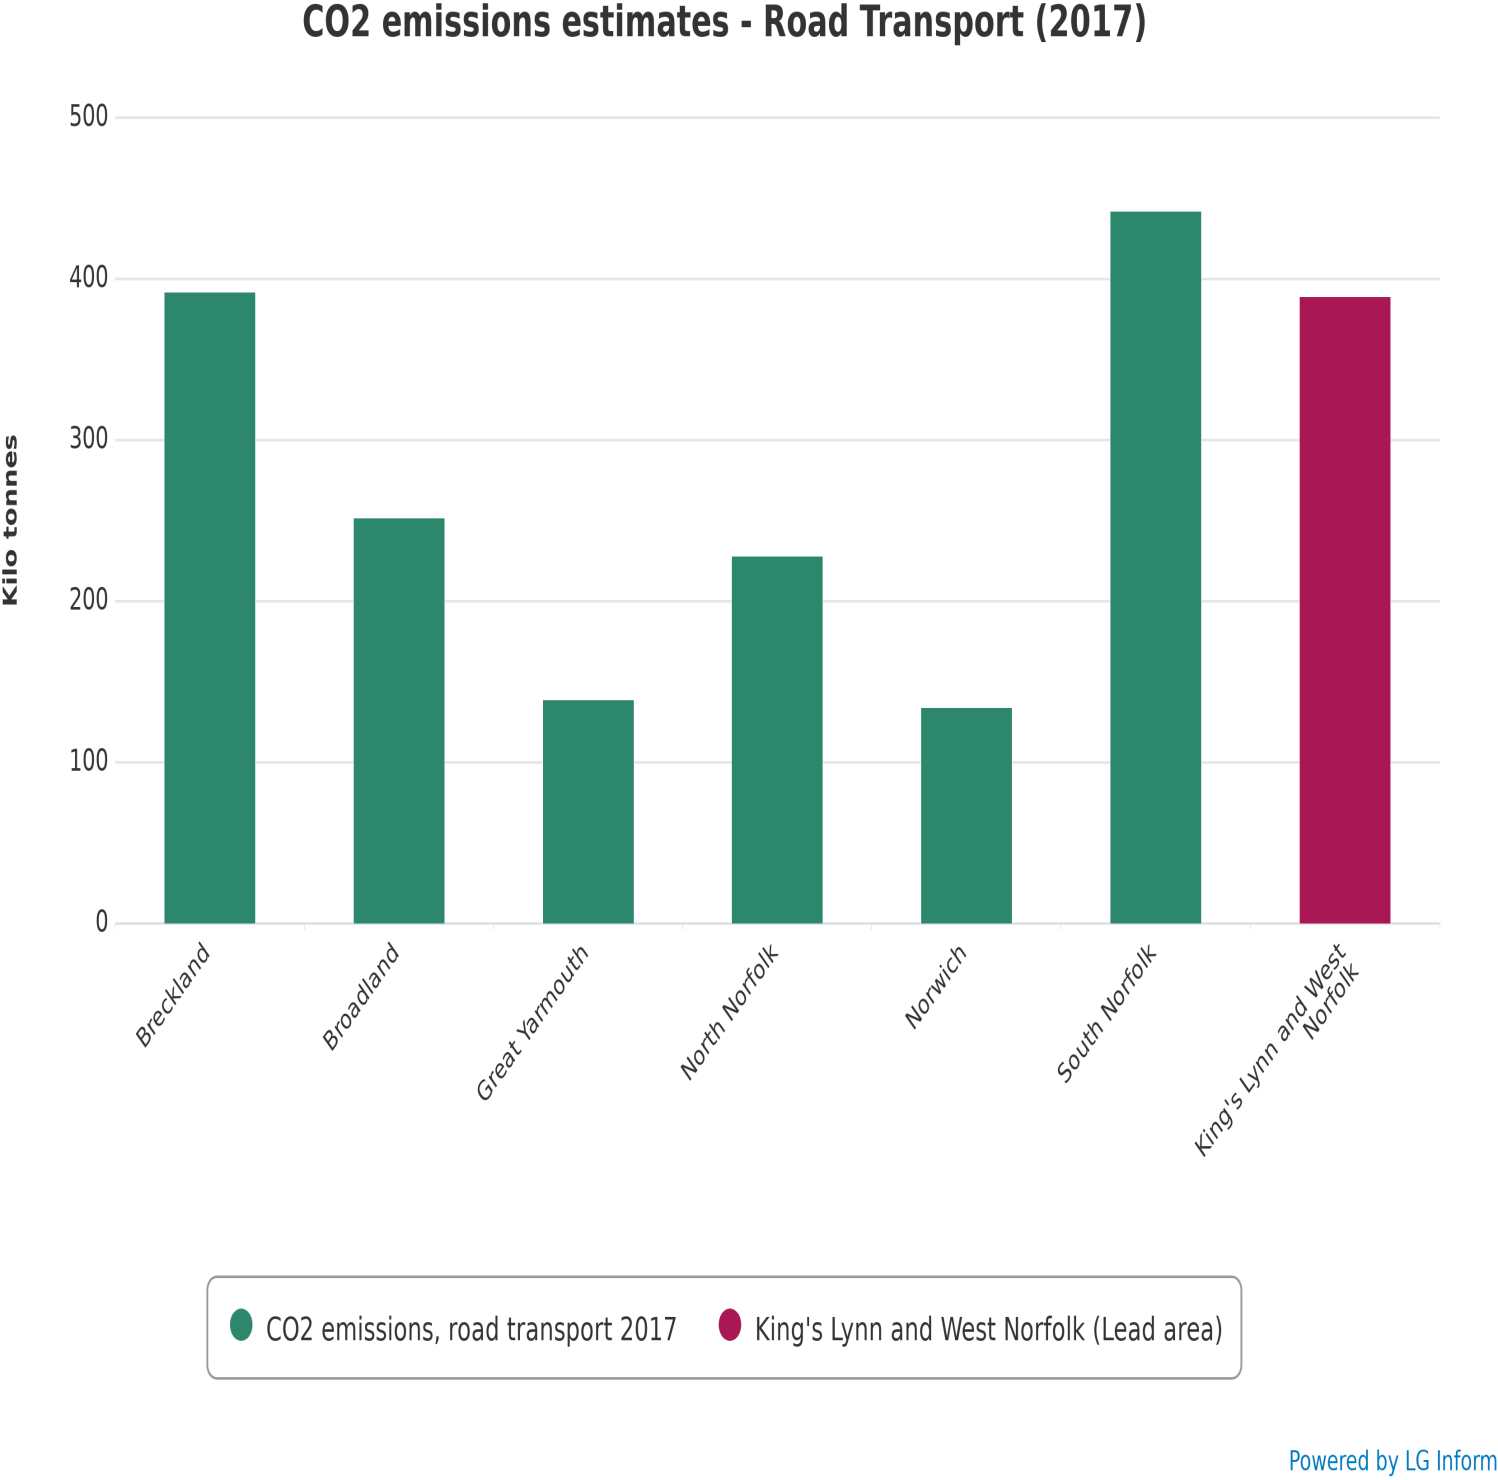 CO2 emissions estimates - Road Transport (2017)
500
400
300
200
100
0
Kilo tonnes
Breckland
Broadland
Great Yarmouth
North Norfolk
Norwich
South Norfolk
King's Lynn and West
Norfolk
CO2 emissions, road transport 2017
King's Lynn and West Norfolk (Lead area)
Powered by LG Inform